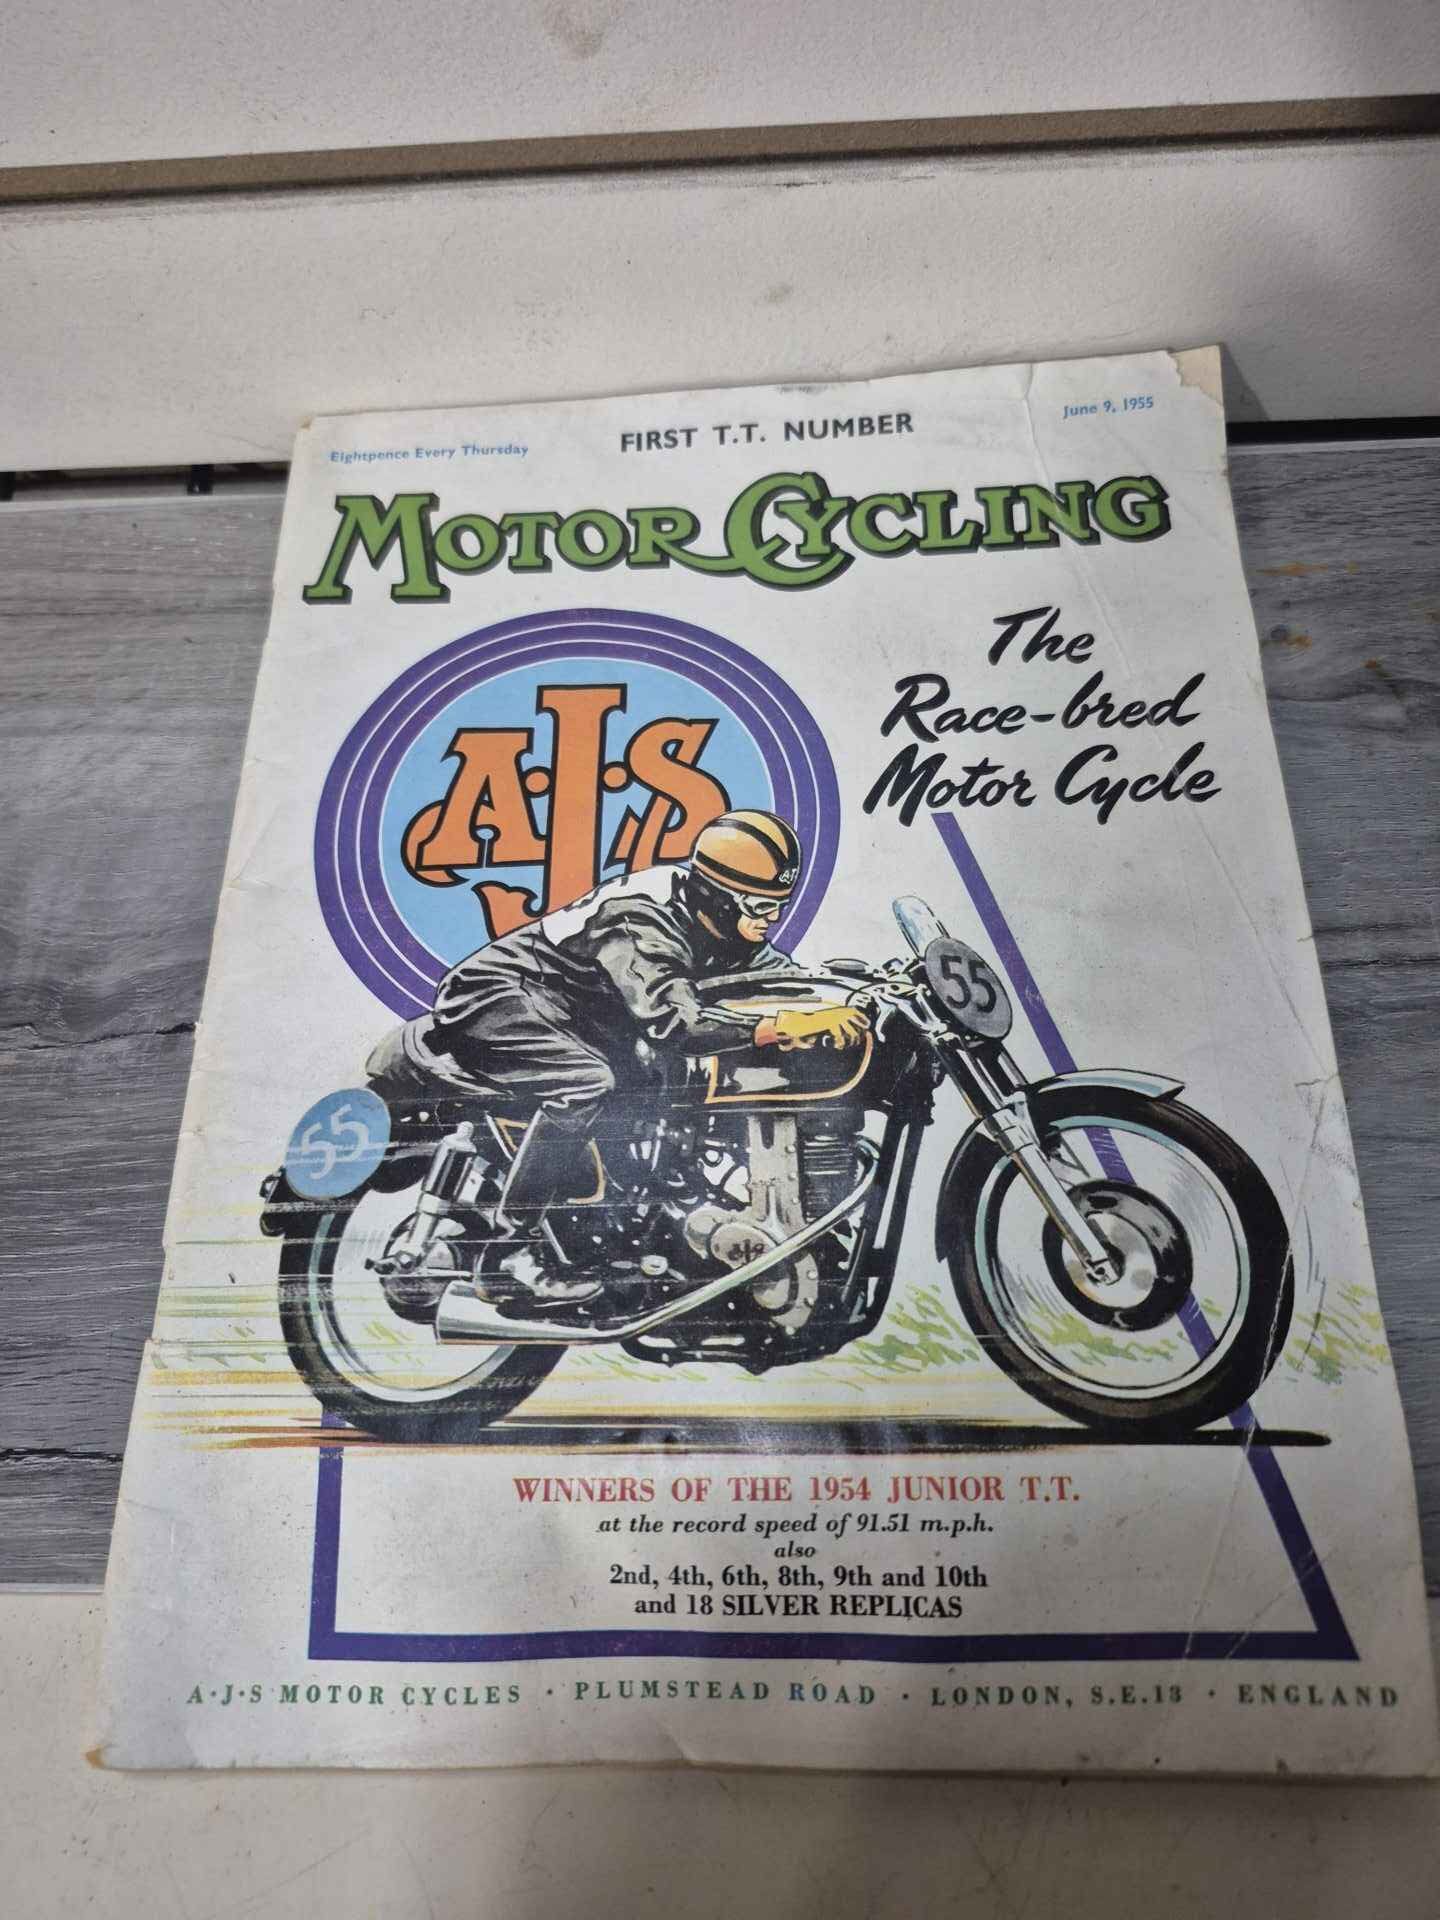 Eightpence Every Thursday
FIRST T.T. NUMBER
June 9, 1955
MOTOR CYCLING
The
Race-bred
Motor Cycle
A.J.S
AJS
55
55
AJS
WINNERS OF THE 1954 JUNIOR T.T.
at the record speed of 91.51 m.p.h.
also
2nd, 4th, 6th, 8th, 9th and 10th
and 18 SILVER REPLICAS
A·J·S MOTOR CYCLES · PLUMSTEAD ROAD · LONDON, S.E.18 · ENGLAND